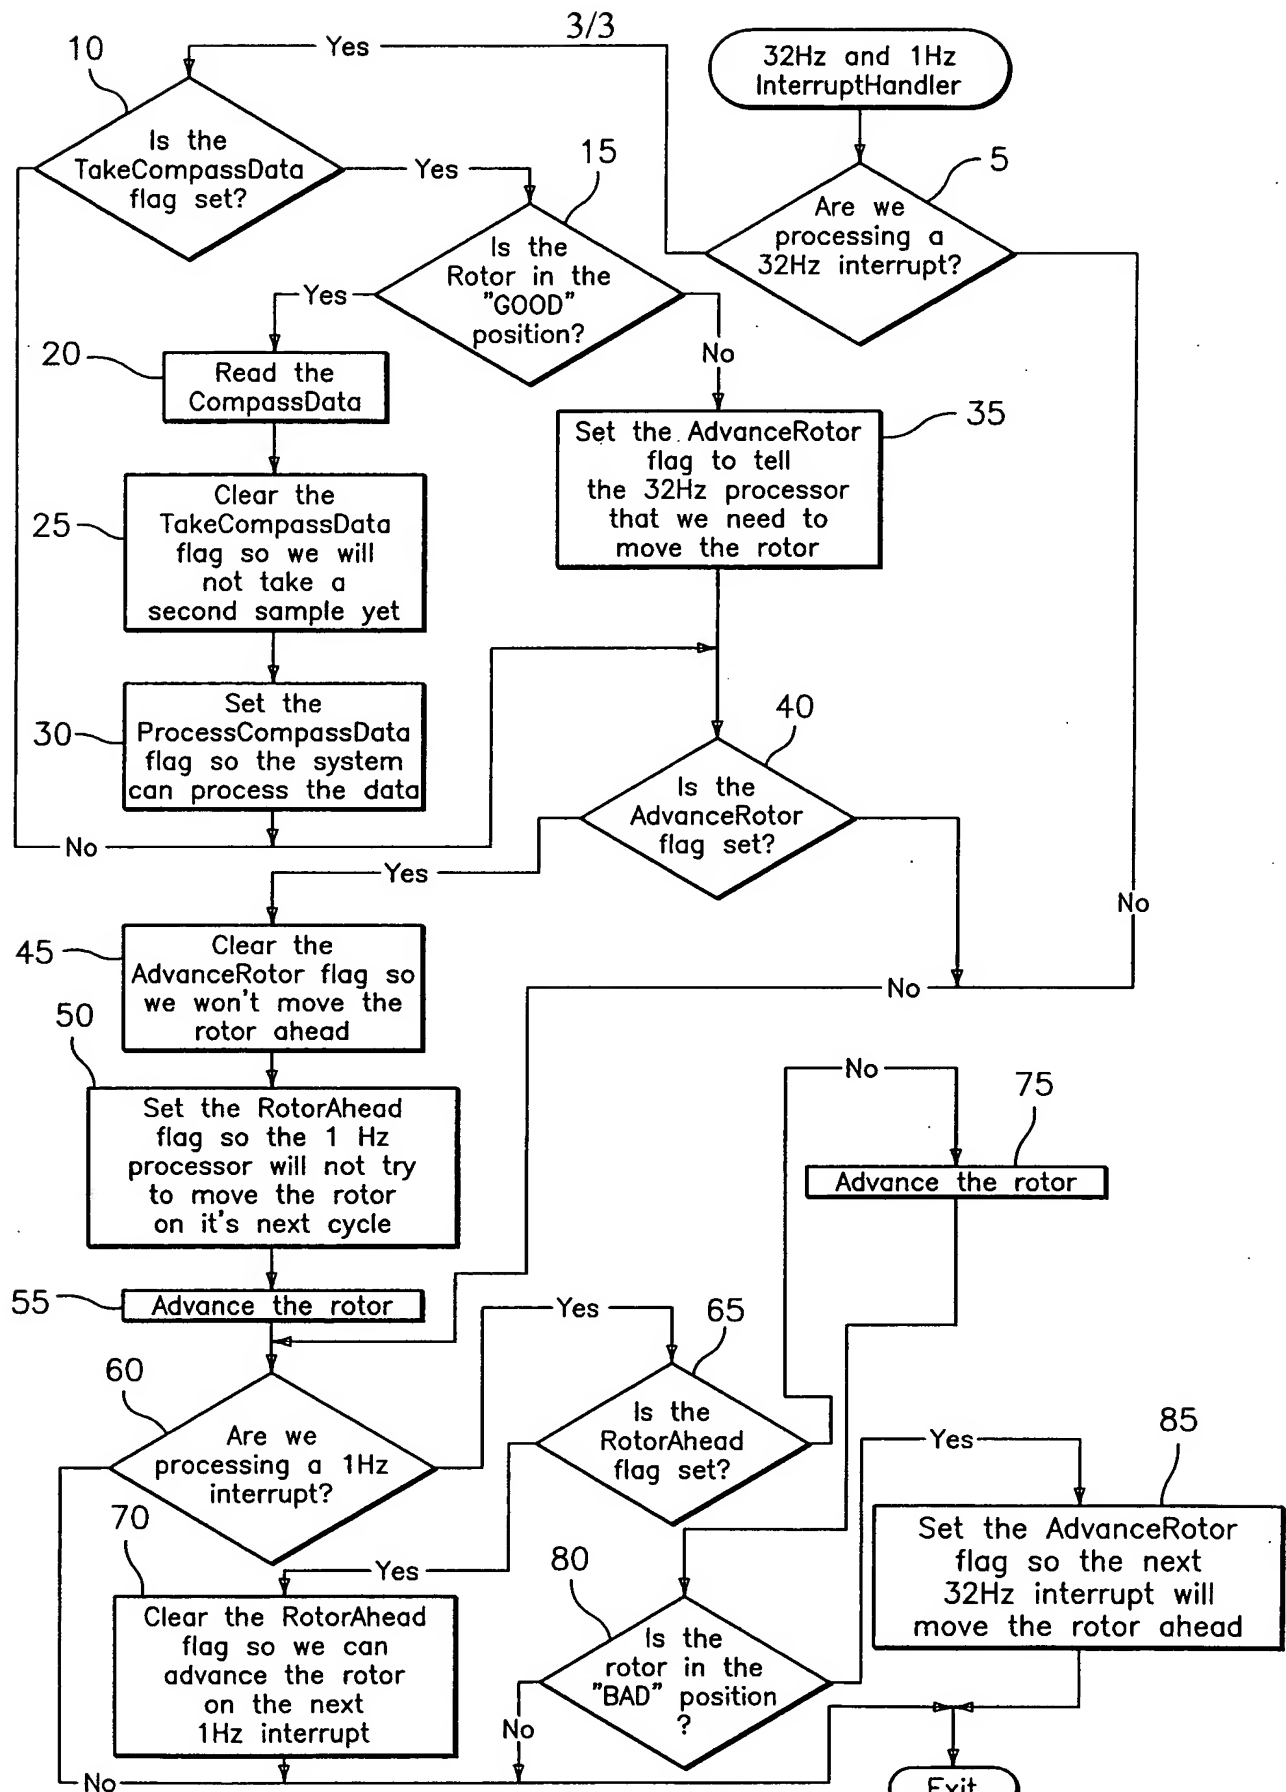 3/3
32Hz and 1Hz
InterruptHandler
5
Are we
processing a
32Hz interrupt?
Yes
No
10
Is the
TakeCompassData
flag set?
Yes
No
15
Is the
Rotor in the
"GOOD"
position?
Yes
No
20
Read the
CompassData
25
Clear the
TakeCompassData
flag so we will
not take a
second sample yet
30
Set the
ProcessCompassData
flag so the system
can process the data
35
Set the AdvanceRotor
flag to tell
the 32Hz processor
that we need to
move the rotor
40
Is the
AdvanceRotor
flag set?
Yes
No
45
Clear the
AdvanceRotor flag so
we won't move the
rotor ahead
50
Set the RotorAhead
flag so the 1 Hz
processor will not try
to move the rotor
on it's next cycle
55
Advance the rotor
60
Are we
processing a 1Hz
interrupt?
Yes
No
65
Is the
RotorAhead
flag set?
Yes
No
70
Clear the RotorAhead
flag so we can
advance the rotor
on the next
1Hz interrupt
75
Advance the rotor
80
Is the
rotor in the
"BAD" position
?
Yes
No
85
Set the AdvanceRotor
flag so the next
32Hz interrupt will
move the rotor ahead
Exit